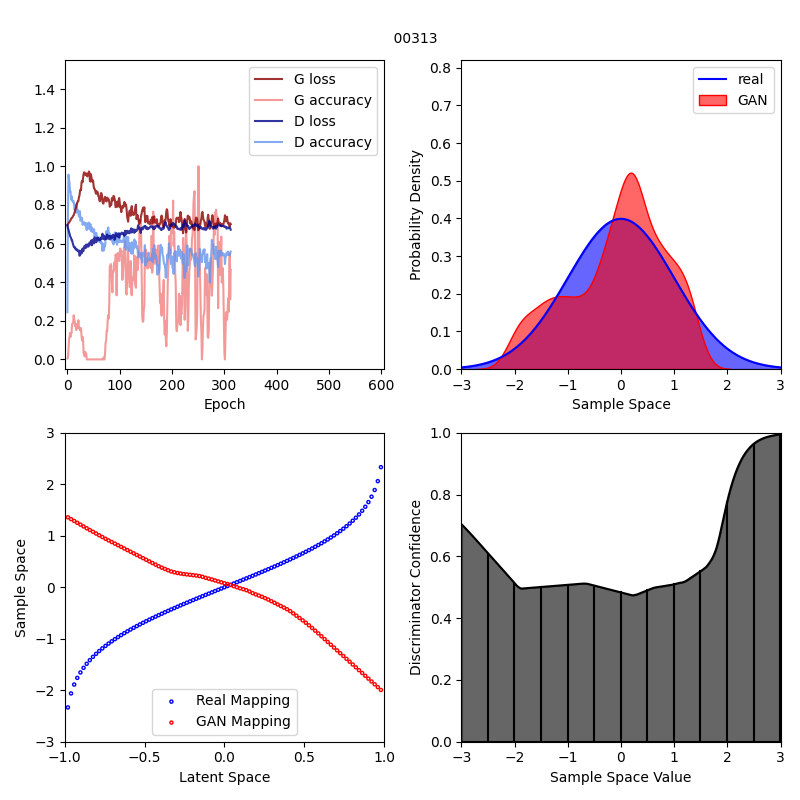 00313
G loss
G accuracy
D loss
D accuracy
1.4
1.2
1.0
0.8
0.6
0.4
0.2
0.0
0 100 200 300 400 500 600
Epoch
real
GAN
Probability Density
0.8
0.7
0.6
0.5
0.4
0.3
0.2
0.1
0.0
−3 −2 −1 0 1 2 3
Sample Space
Sample Space
3
2
1
0
−1
−2
−3
Real Mapping
GAN Mapping
−1.0 −0.5 0.0 0.5 1.0
Latent Space
Discriminator Confidence
1.0
0.8
0.6
0.4
0.2
0.0
−3 −2 −1 0 1 2 3
Sample Space Value